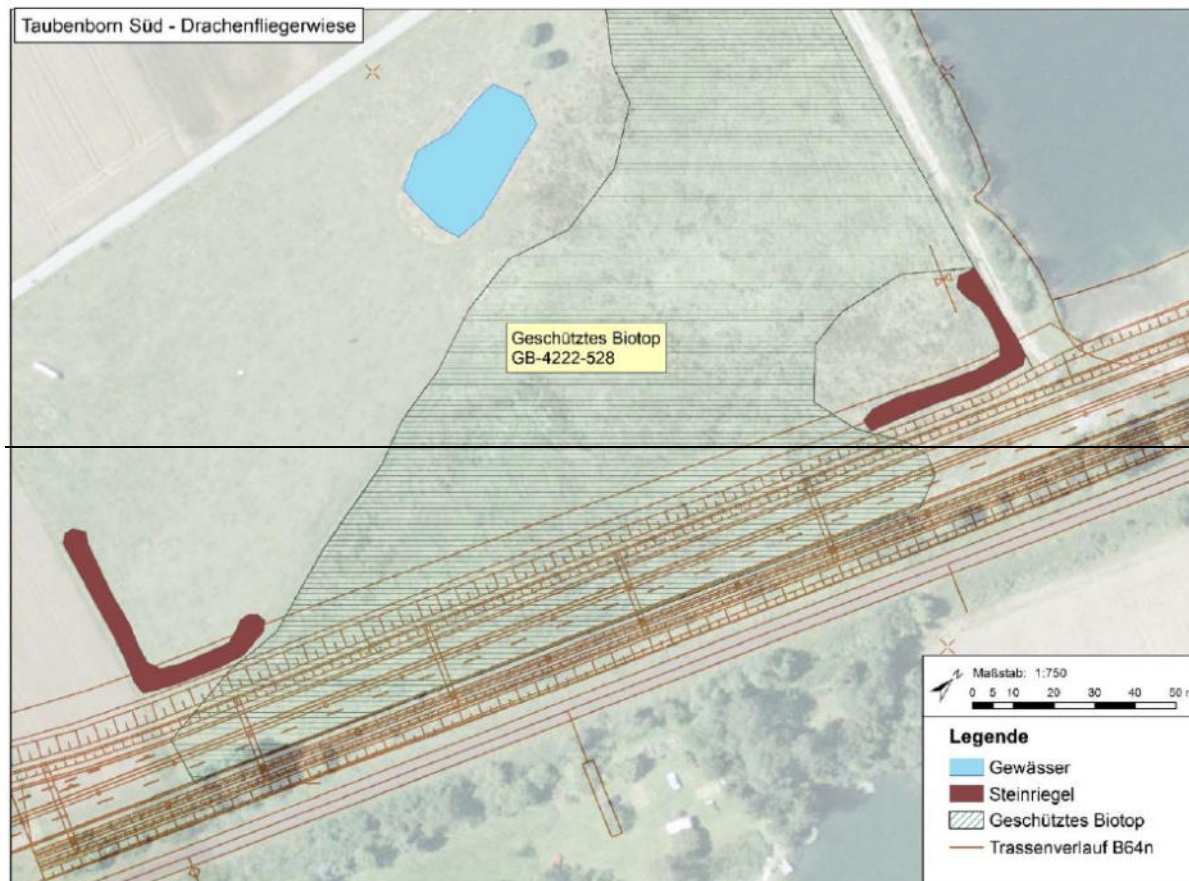 Taubenborn Süd - Drachenfliegerwiese
Geschütztes Biotop
GB-4222-528
N
Maßstab: 1:750
0 5 10 20 30 40 50 m
Legende
Gewässer
Steinriegel
Geschütztes Biotop
Trassenverlauf B64n